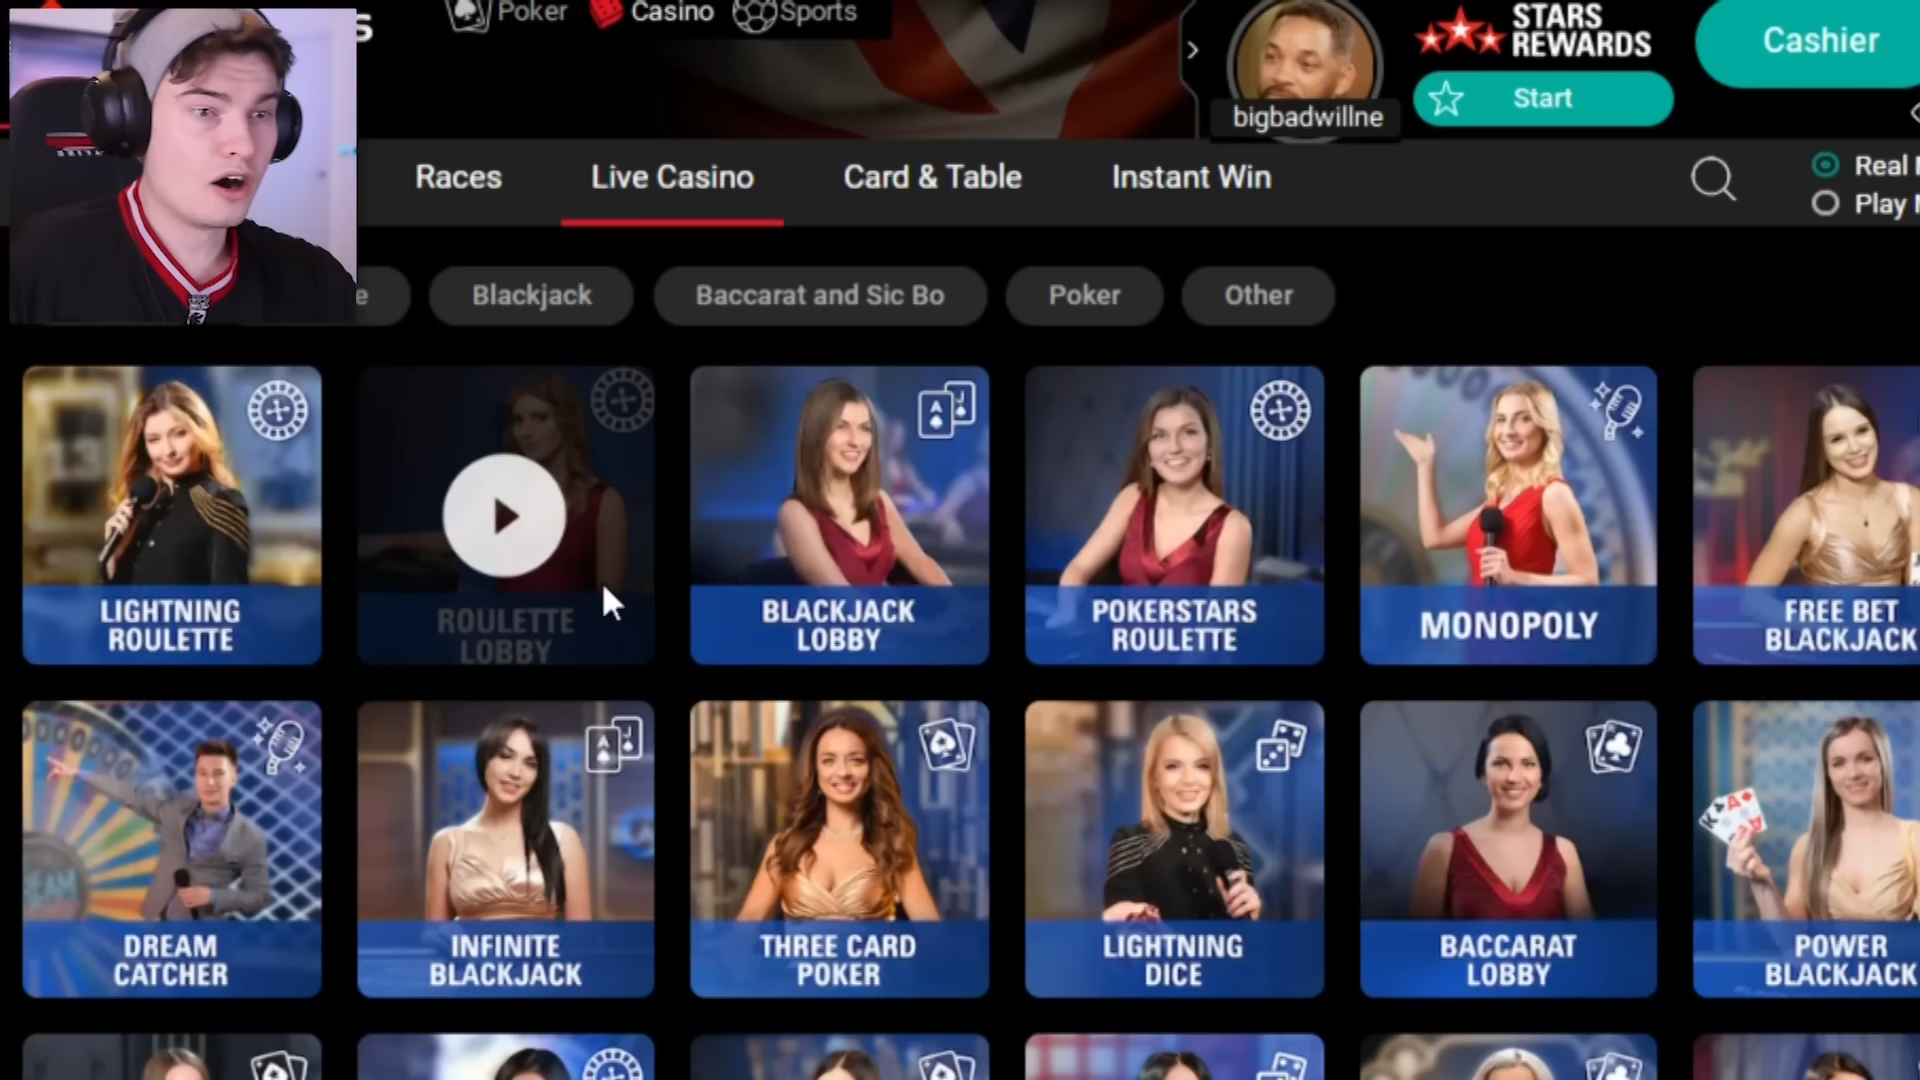 Poker
Casino
Sports
STARS
REWARDS
Cashier
Start
bigbadwillne
Races
Live Casino
Card & Table
Instant Win
Real
Play
Blackjack
Baccarat and Sic Bo
Poker
Other
LIGHTNING
ROULETTE
ROULETTE
LOBBY
BLACKJACK
LOBBY
POKERSTARS
ROULETTE
MONOPOLY
FREE BET
BLACKJACK
DREAM
CATCHER
INFINITE
BLACKJACK
THREE CARD
POKER
LIGHTNING
DICE
BACCARAT
LOBBY
POWER
BLACKJACK